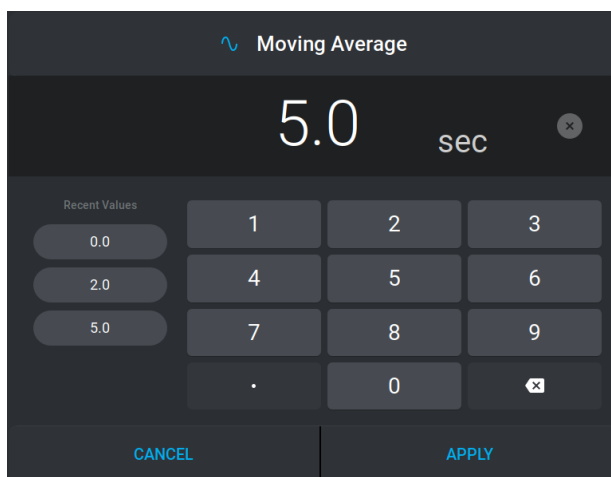 Moving Average
5.0 sec
Recent Values
0.0
2.0
5.0
1 2 3
4 5 6
7 8 9
. 0
CANCEL APPLY